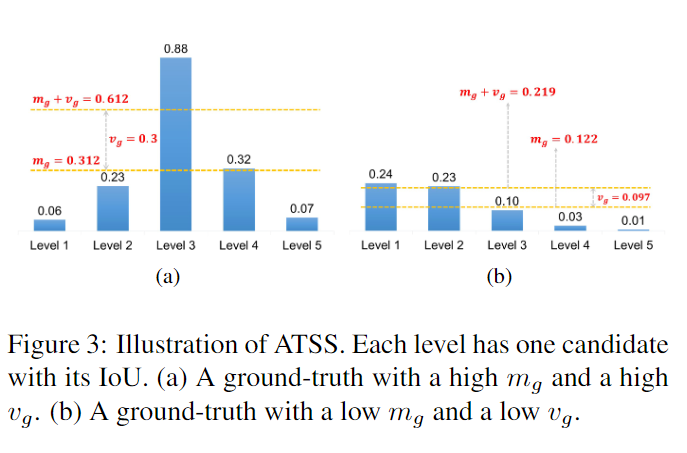 0.88
m_g + v_g = 0.612
v_g = 0.3
m_g = 0.312
0.06
0.23
0.32
0.07
Level 1 Level 2 Level 3 Level 4 Level 5
(a)
m_g + v_g = 0.219
m_g = 0.122
v_g = 0.097
0.24
0.23
0.10
0.03
0.01
Level 1 Level 2 Level 3 Level 4 Level 5
(b)
Figure 3: Illustration of ATSS. Each level has one candidate
with its IoU. (a) A ground-truth with a high m_g and a high
v_g. (b) A ground-truth with a low m_g and a low v_g.